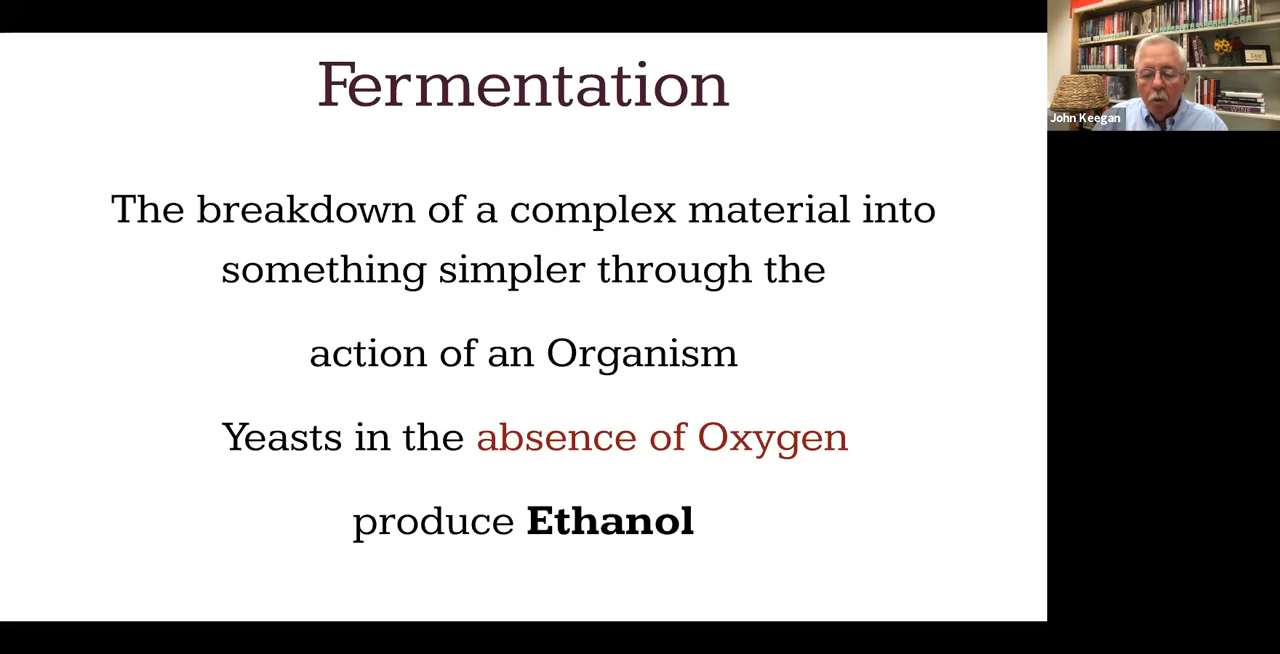 Fermentation
The breakdown of a complex material into
something simpler through the
action of an Organism
Yeasts in the absence of Oxygen
produce Ethanol
John Keegan
WINE